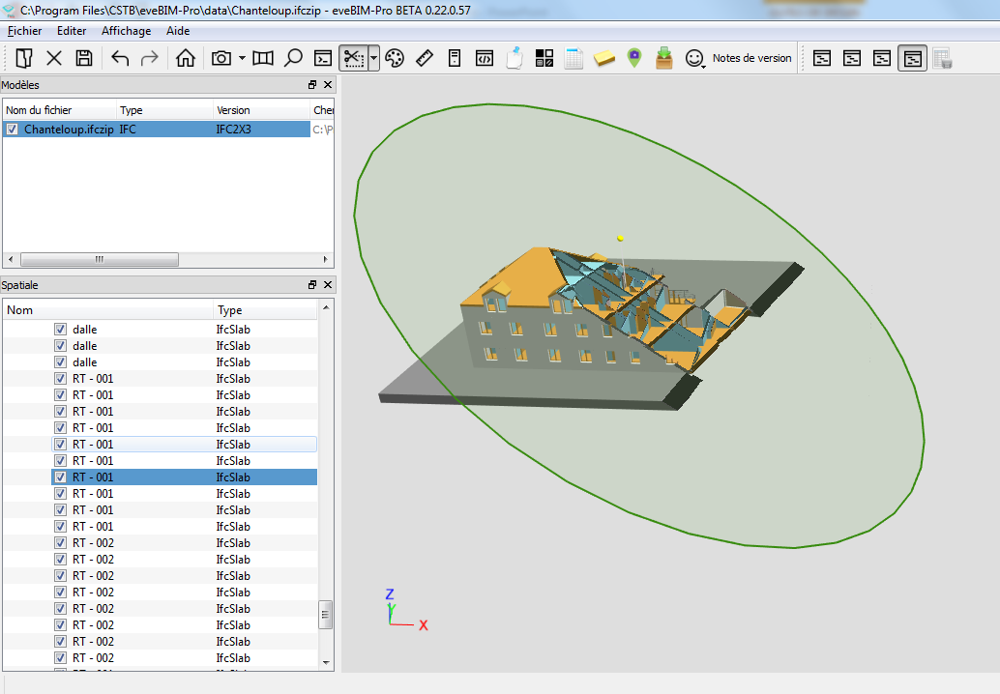 C:\Program Files\CSTB\eveBIM-Pro\data\Chanteloup.ifczip - eveBIM-Pro BETA 0.22.0.57
Fichier Editer Affichage Aide
Notes de version
Modèles
Nom du fichier Type Version Cher
Chanteloup.ifczip IFC IFC2X3 C:\P
Spatiale
Nom Type
dalle IfcSlab
dalle IfcSlab
dalle IfcSlab
RT - 001 IfcSlab
RT - 001 IfcSlab
RT - 001 IfcSlab
RT - 001 IfcSlab
RT - 001 IfcSlab
RT - 001 IfcSlab
RT - 001 IfcSlab
RT - 001 IfcSlab
RT - 001 IfcSlab
RT - 001 IfcSlab
RT - 002 IfcSlab
RT - 002 IfcSlab
RT - 002 IfcSlab
RT - 002 IfcSlab
RT - 002 IfcSlab
RT - 002 IfcSlab
RT - 002 IfcSlab
RT - 002 IfcSlab
Z
Y
X